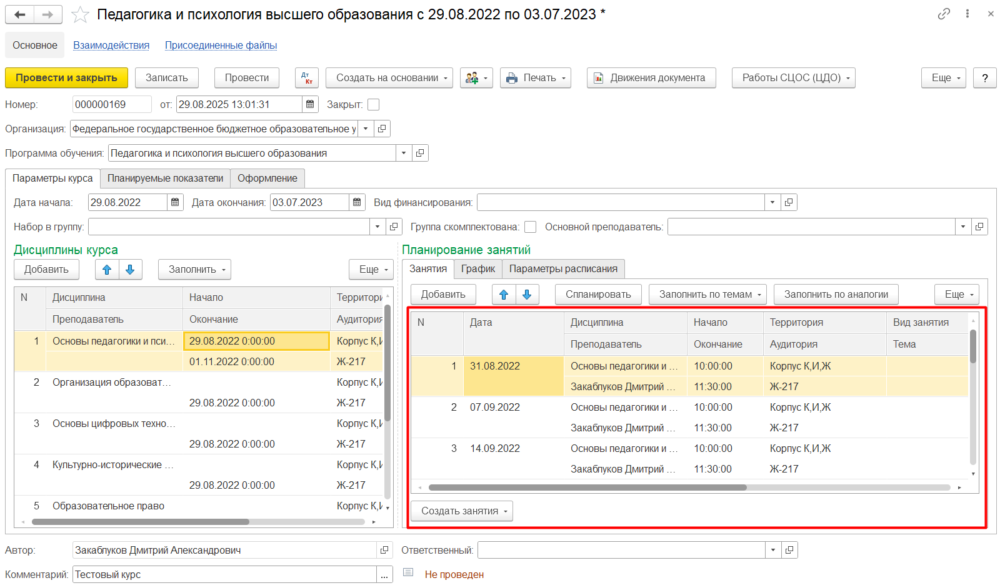 Педагогика и психология высшего образования с 29.08.2022 по 03.07.2023 *
Основное Взаимодействия Присоединенные файлы
Провести и закрыть Записать Провести Дт Кт Создать на основании Печать Движения документа Работы СЦОС (ЦДО) Еще ?
Номер: 000000169 от: 29.08.2025 13:01:31 Закрыт:
Организация: Федеральное государственное бюджетное образовательное у
Программа обучения: Педагогика и психология высшего образования
Параметры курса Планируемые показатели Оформление
Дата начала: 29.08.2022 Дата окончания: 03.07.2023 Вид финансирования:
Набор в группу: Группа скомплектована: Основной преподаватель:
Дисциплины курса
Добавить Заполнить Еще
N Дисциплина Начало Территори
Преподаватель Окончание Аудитория
1 Основы педагогики и пси... 29.08.2022 0:00:00 Корпус К,И
01.11.2022 0:00:00 Ж-217
2 Организация образоват... Корпус К,И
29.08.2022 0:00:00 Ж-217
3 Основы цифровых техно... Корпус К,И
29.08.2022 0:00:00 Ж-217
4 Культурно-исторические ... Корпус К,И
29.08.2022 0:00:00 Ж-217
5 Образовательное право Корпус К,И
Планирование занятий
Занятия График Параметры расписания
Добавить Спланировать Заполнить по темам Заполнить по аналогии Еще
N Дата Дисциплина Начало Территория Вид занятия
Преподаватель Окончание Аудитория Тема
1 31.08.2022 Основы педагогики и ... 10:00:00 Корпус К,И,Ж
Закаблуков Дмитрий ... 11:30:00 Ж-217
2 07.09.2022 Основы педагогики и ... 10:00:00 Корпус К,И,Ж
Закаблуков Дмитрий ... 11:30:00 Ж-217
3 14.09.2022 Основы педагогики и ... 10:00:00 Корпус К,И,Ж
Закаблуков Дмитрий ... 11:30:00 Ж-217
Создать занятия
Автор: Закаблуков Дмитрий Александрович Ответственный:
Комментарий: Тестовый курс ... Не проведен